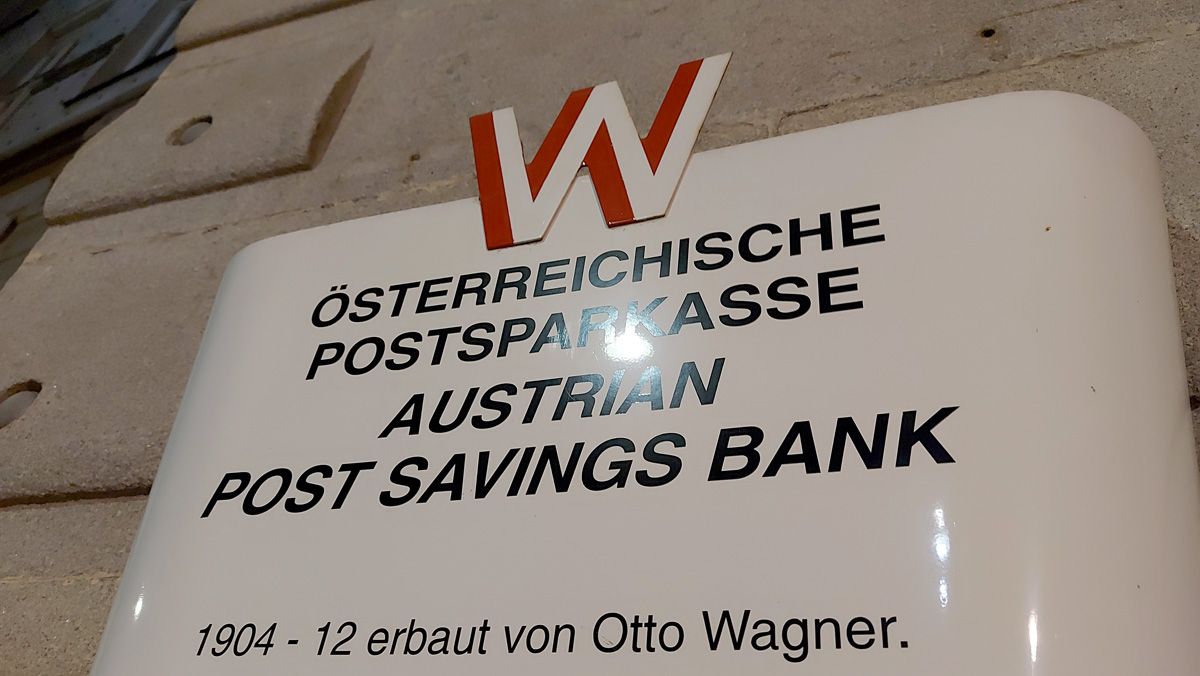 W
ÖSTERREICHISCHE
POSTSPARKASSE
AUSTRIAN
POST SAVINGS BANK
1904 - 12 erbaut von Otto Wagner.